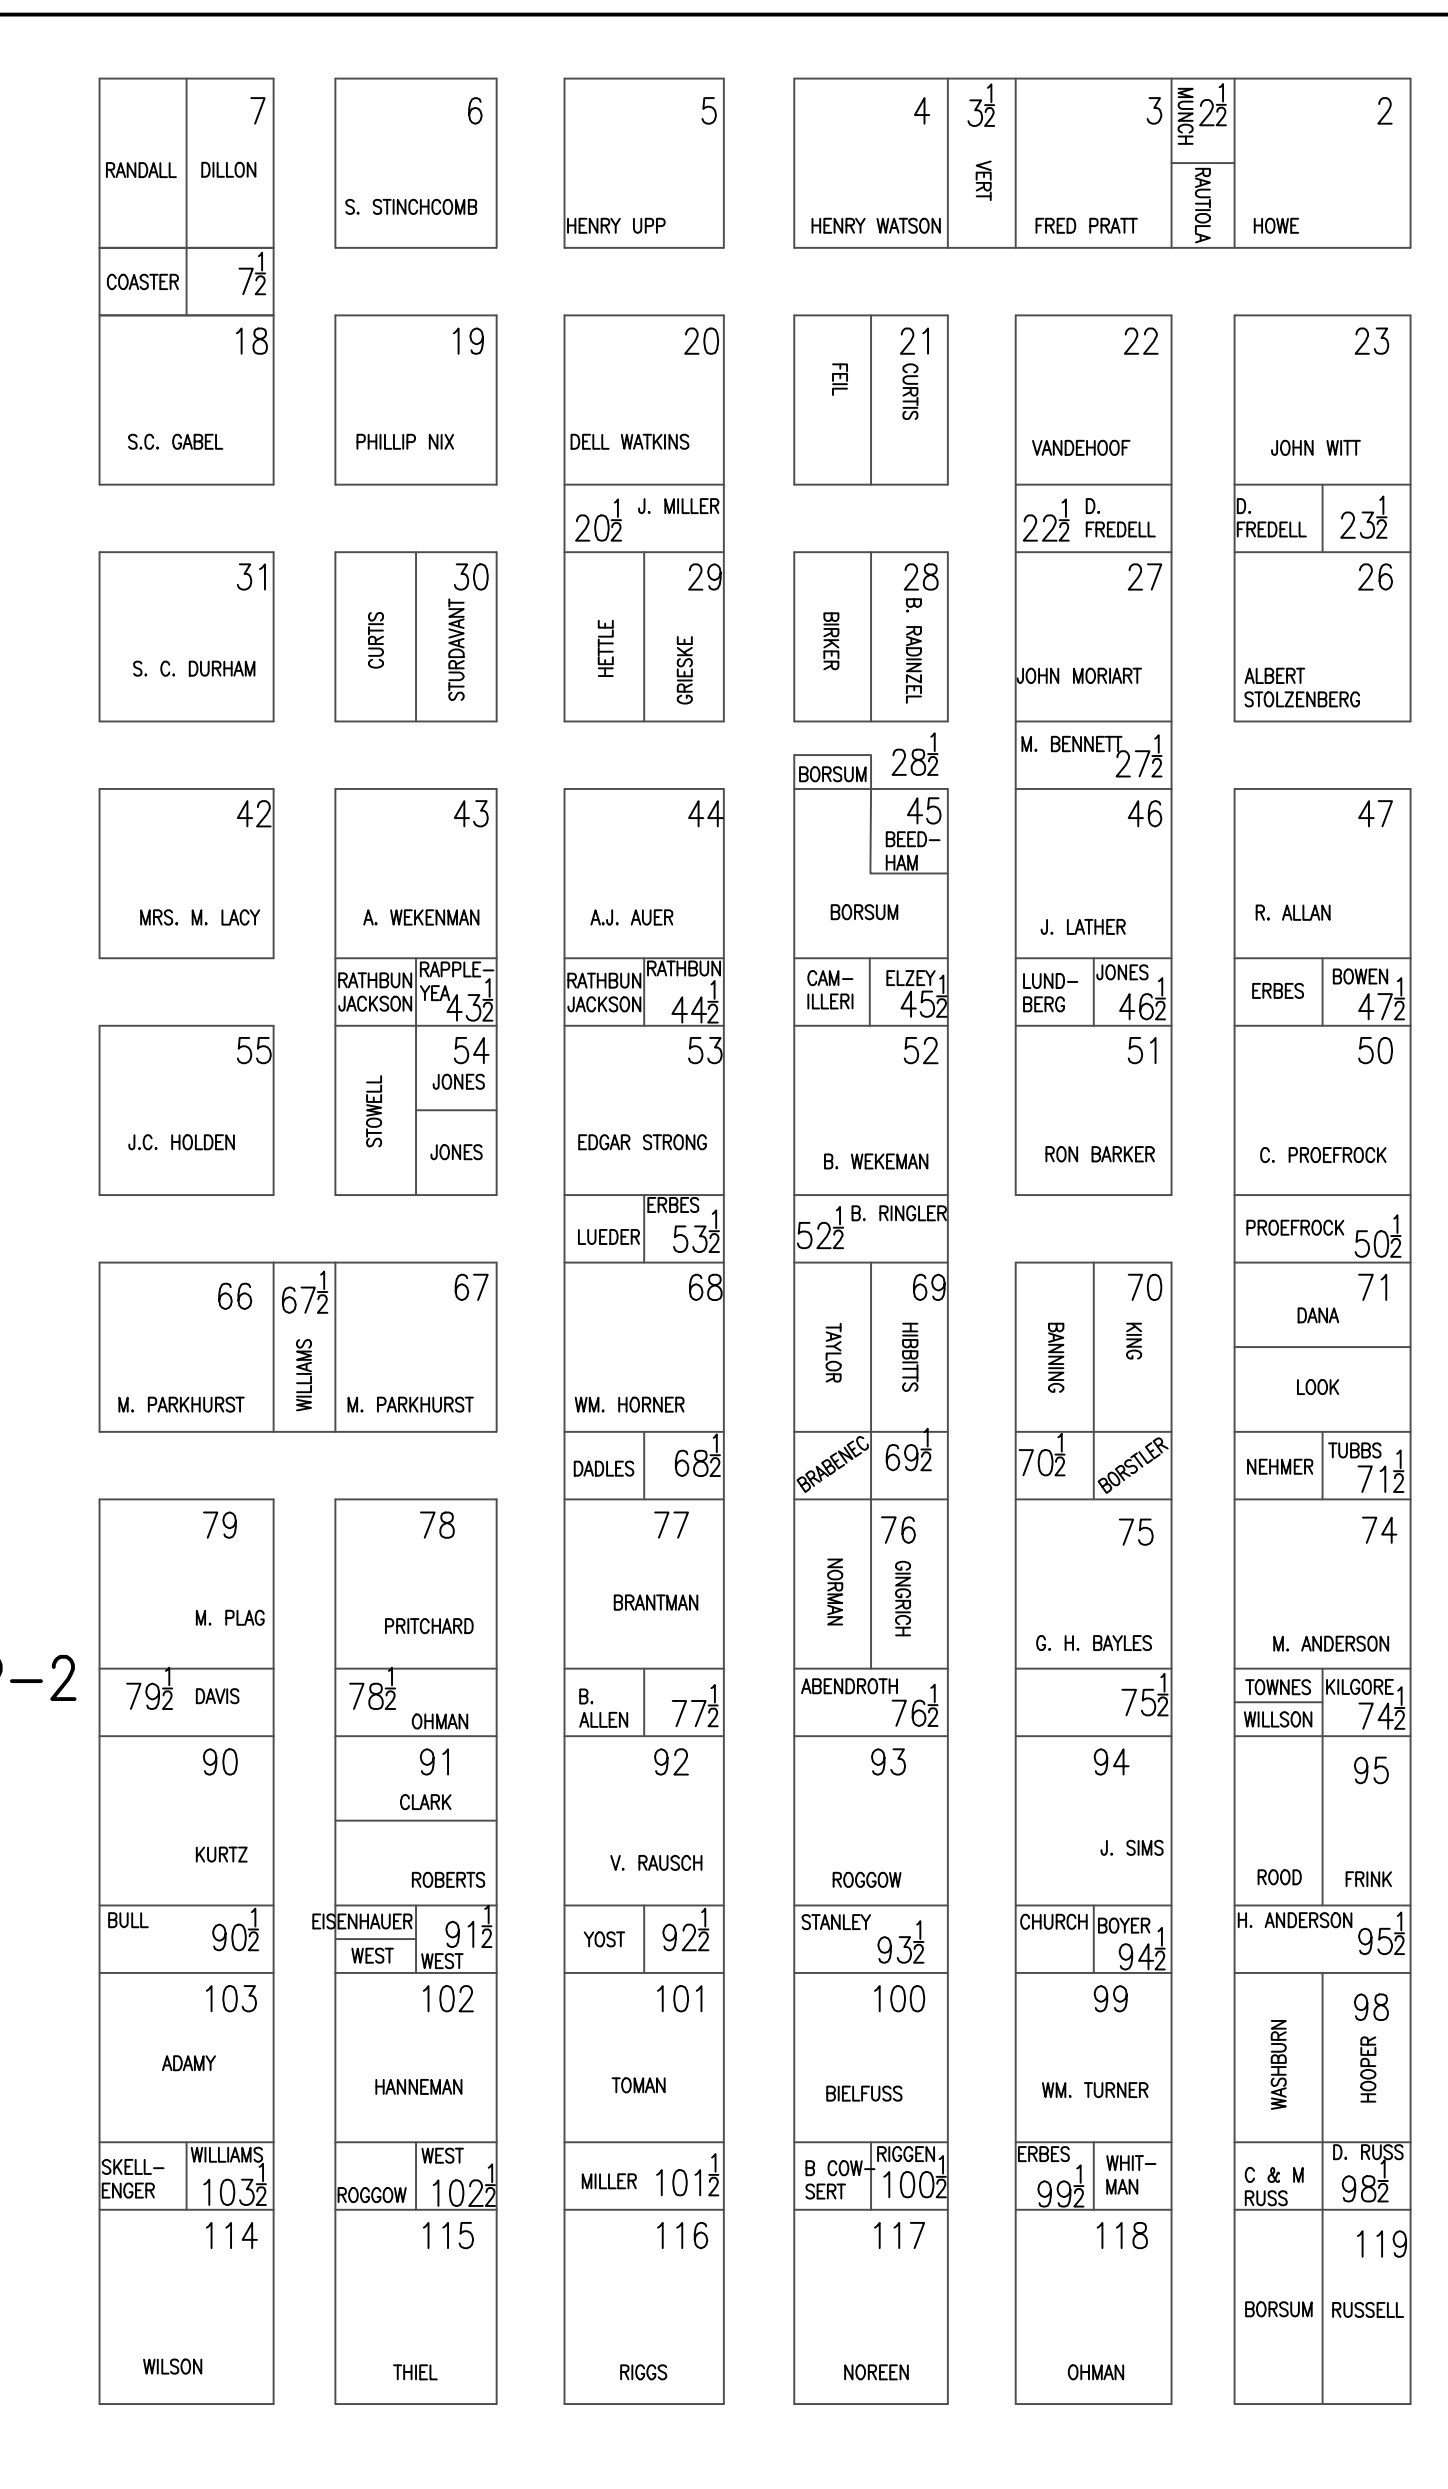 7
RANDALL
DILLON
6
S. STINCHCOMB
5
HENRY UPP
4
HENRY WATSON
3½
VERT
3
FRED PRATT
MUNCH
2½
RAUTIOLA
2
HOWE
COASTER
7½
18
S.C. GABEL
19
PHILLIP NIX
20
DELL WATKINS
21
FEIL
CURTIS
22
VANDEHOOF
23
JOHN WITT
20½
J. MILLER
22½
D.
FREDELL
D.
FREDELL
23½
31
S. C. DURHAM
30
CURTIS
STURDAVANT
29
HETTLE
GRIESKE
28
BIRKER
B. RADINZEL
27
JOHN MORIART
26
ALBERT
STOLZENBERG
BORSUM
28½
M. BENNETT
27½
42
MRS. M. LACY
43
A. WEKENMAN
44
A.J. AUER
45
BEED-
HAM
BORSUM
46
J. LATHER
47
R. ALLAN
RATHBUN
JACKSON
RAPPLE-
YEA
43½
RATHBUN
JACKSON
RATHBUN
44½
CAM-
ILLERI
ELZEY
45½
LUND-
BERG
JONES
46½
ERBES
BOWEN
47½
55
J.C. HOLDEN
54
STOWELL
JONES
JONES
53
EDGAR STRONG
52
B. WEKEMAN
51
RON BARKER
50
C. PROEFROCK
LUEDER
ERBES
53½
52½
B. RINGLER
PROEFROCK
50½
66
M. PARKHURST
67½
WILLIAMS
67
M. PARKHURST
68
WM. HORNER
69
TAYLOR
HIBBITTS
70
BANNING
KING
71
DANA
LOOK
DADLES
68½
BRABENEC
69½
70½
BORSTLER
NEHMER
TUBBS
71½
79
M. PLAG
78
PRITCHARD
77
BRANTMAN
76
NORMAN
GINGRICH
75
G. H. BAYLES
74
M. ANDERSON
-2
79½
DAVIS
78½
OHMAN
B.
ALLEN
77½
ABENDROTH
76½
75½
TOWNES
WILLSON
KILGORE
74½
90
KURTZ
91
CLARK
ROBERTS
92
V. RAUSCH
93
ROGGOW
94
J. SIMS
95
ROOD
FRINK
BULL
90½
EISENHAUER
WEST
91½
WEST
YOST
92½
STANLEY
93½
CHURCH
BOYER
94½
H. ANDERSON
95½
103
ADAMY
102
HANNEMAN
101
TOMAN
100
BIELFUSS
99
WM. TURNER
98
WASHBURN
HOOPER
SKELL-
ENGER
WILLIAMS
103½
ROGGOW
WEST
102½
MILLER
101½
B COW-
SERT
RIGGEN
100½
ERBES
99½
WHIT-
MAN
C & M
RUSS
D. RUSS
98½
114
WILSON
115
THIEL
116
RIGGS
117
NOREEN
118
OHMAN
119
BORSUM
RUSSELL